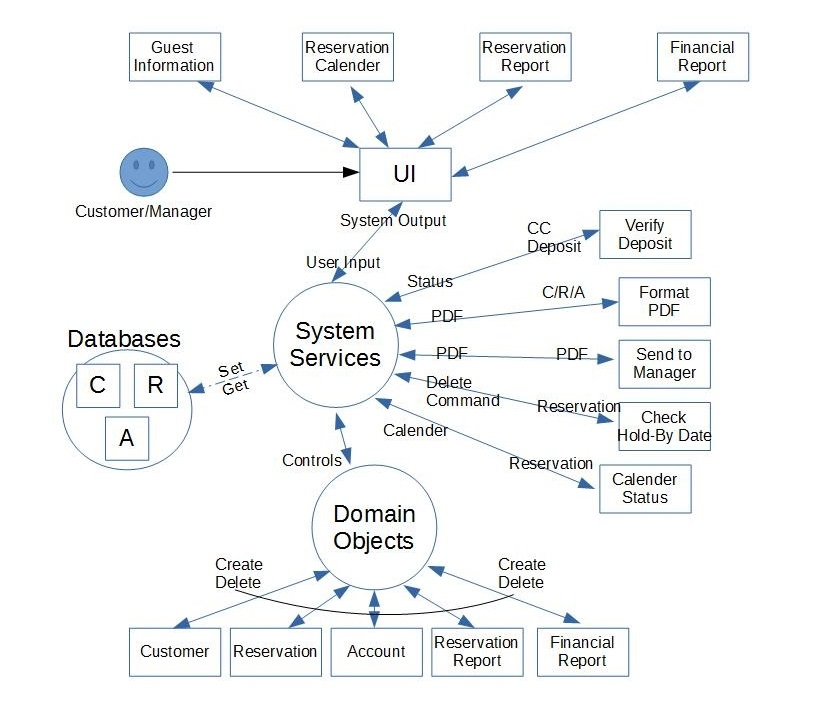 Guest
Information
Reservation
Calender
Reservation
Report
Financial
Report
UI
Customer/Manager
System Output
User Input
CC
Deposit
Verify
Deposit
Status
C/R/A
Format
PDF
PDF
System
Services
PDF
PDF
Send to
Manager
Databases
C
R
A
Set
Get
Delete
Command
Reservation
Check
Hold-By Date
Calender
Reservation
Calender
Status
Controls
Domain
Objects
Create
Delete
Create
Delete
Customer
Reservation
Account
Reservation
Report
Financial
Report